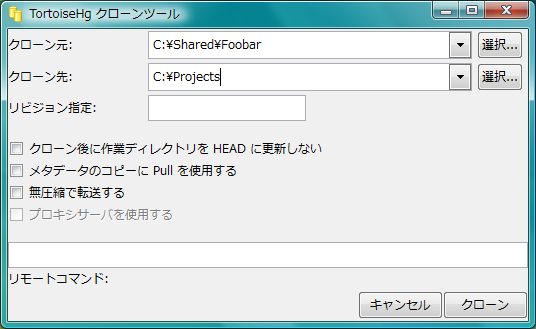 TortoiseHg クローンツール
クローン元: C:¥Shared¥Foobar 選択...
クローン先: C:¥Projects 選択...
リビジョン指定:
クローン後に作業ディレクトリを HEAD に更新しない
メタデータのコピーに Pull を使用する
無圧縮で転送する
プロキシサーバを使用する
リモートコマンド:
キャンセル クローン